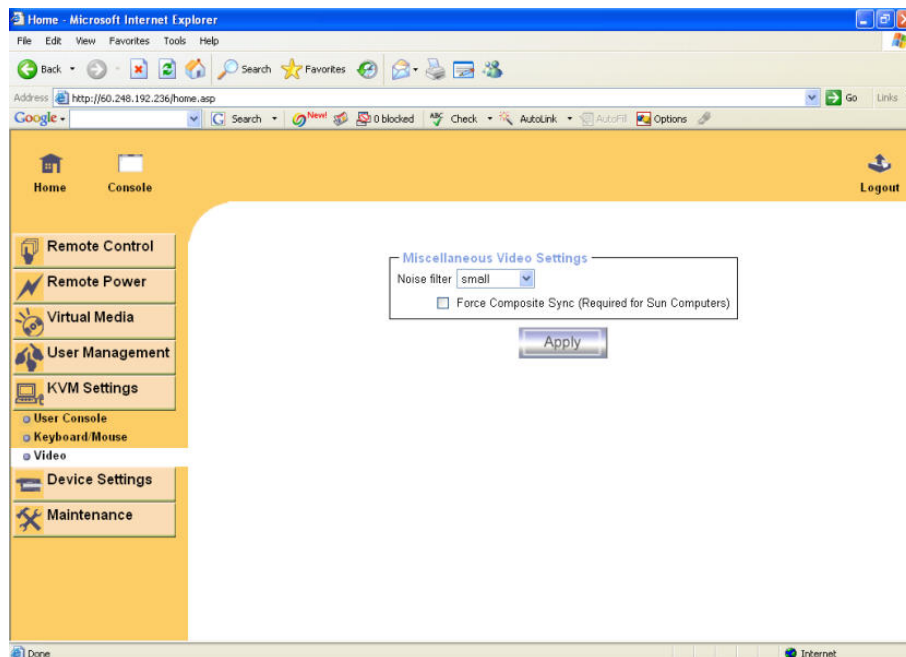 Home - Microsoft Internet Explorer
File Edit View Favorites Tools Help
Back Search Favorites
Address http://60.248.192.236/home.asp Go Links
Google Search New! 0 blocked Check AutoLink AutoFill Options
Home Console Logout
Remote Control
Remote Power
Virtual Media
User Management
KVM Settings
User Console
Keyboard/Mouse
Video
Device Settings
Maintenance
Miscellaneous Video Settings
Noise filter small
Force Composite Sync (Required for Sun Computers)
Apply
Done Internet